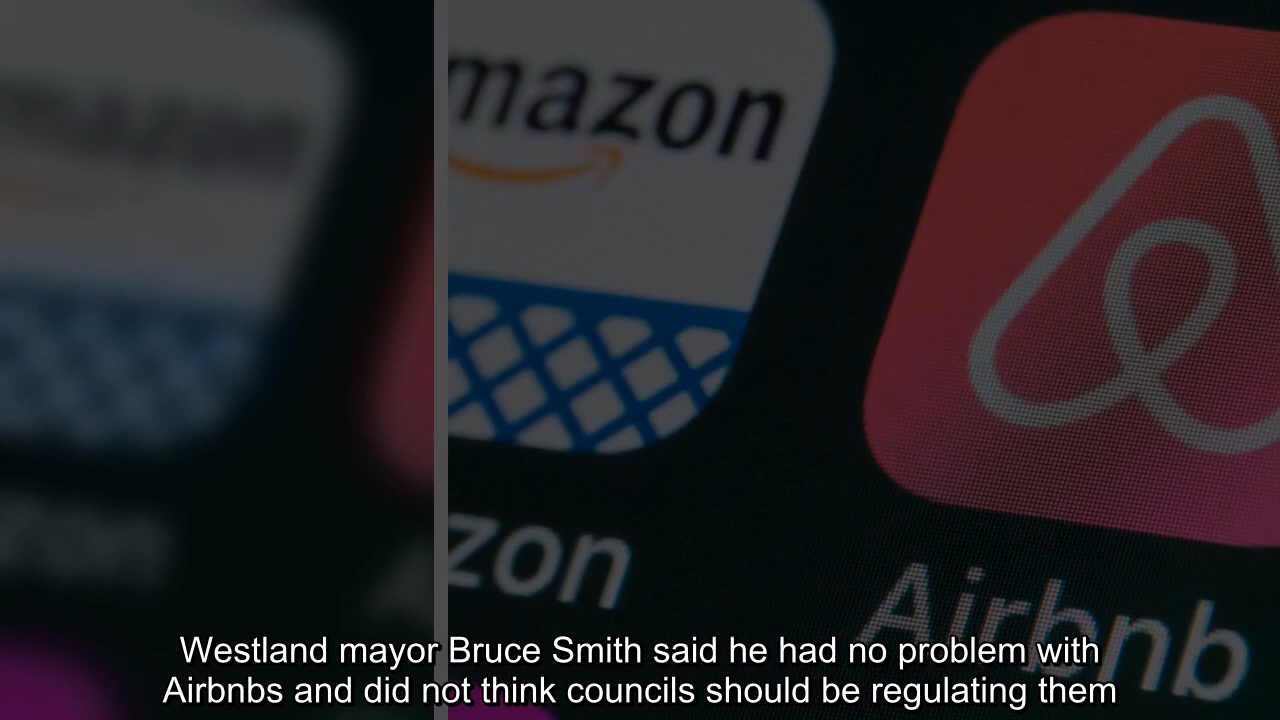 mazon
zon
Airbnb
Westland mayor Bruce Smith said he had no problem with
Airbnbs and did not think councils should be regulating them